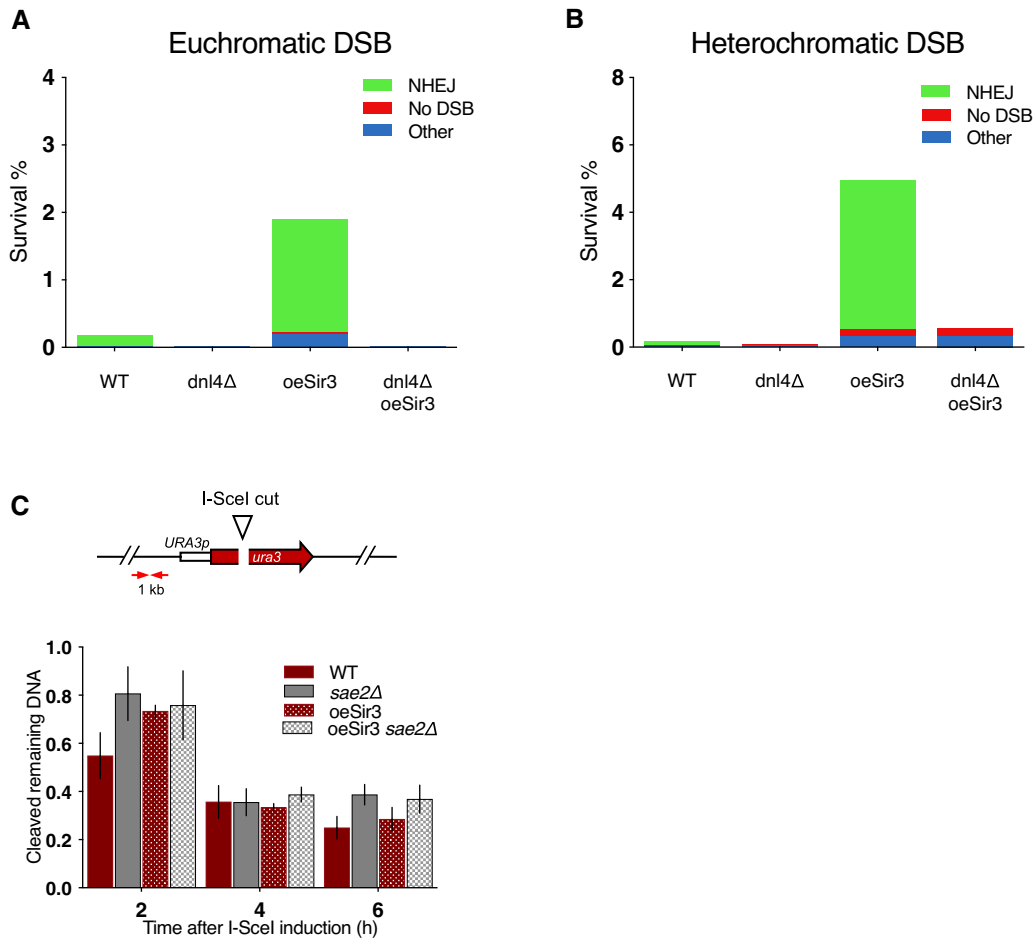 A
Euchromatic DSB
4
3
2
1
0
Survival %
NHEJ
No DSB
Other
WT
dnl4Δ
oeSir3
dnl4Δ
oeSir3
B
Heterochromatic DSB
8
6
4
2
0
Survival %
NHEJ
No DSB
Other
WT
dnl4Δ
oeSir3
dnl4Δ
oeSir3
C
I-SceI cut
URA3p
ura3
1 kb
1.0
0.8
0.6
0.4
0.2
0.0
Cleaved remaining DNA
WT
sae2Δ
oeSir3
oeSir3 sae2Δ
2
4
6
Time after I-SceI induction (h)